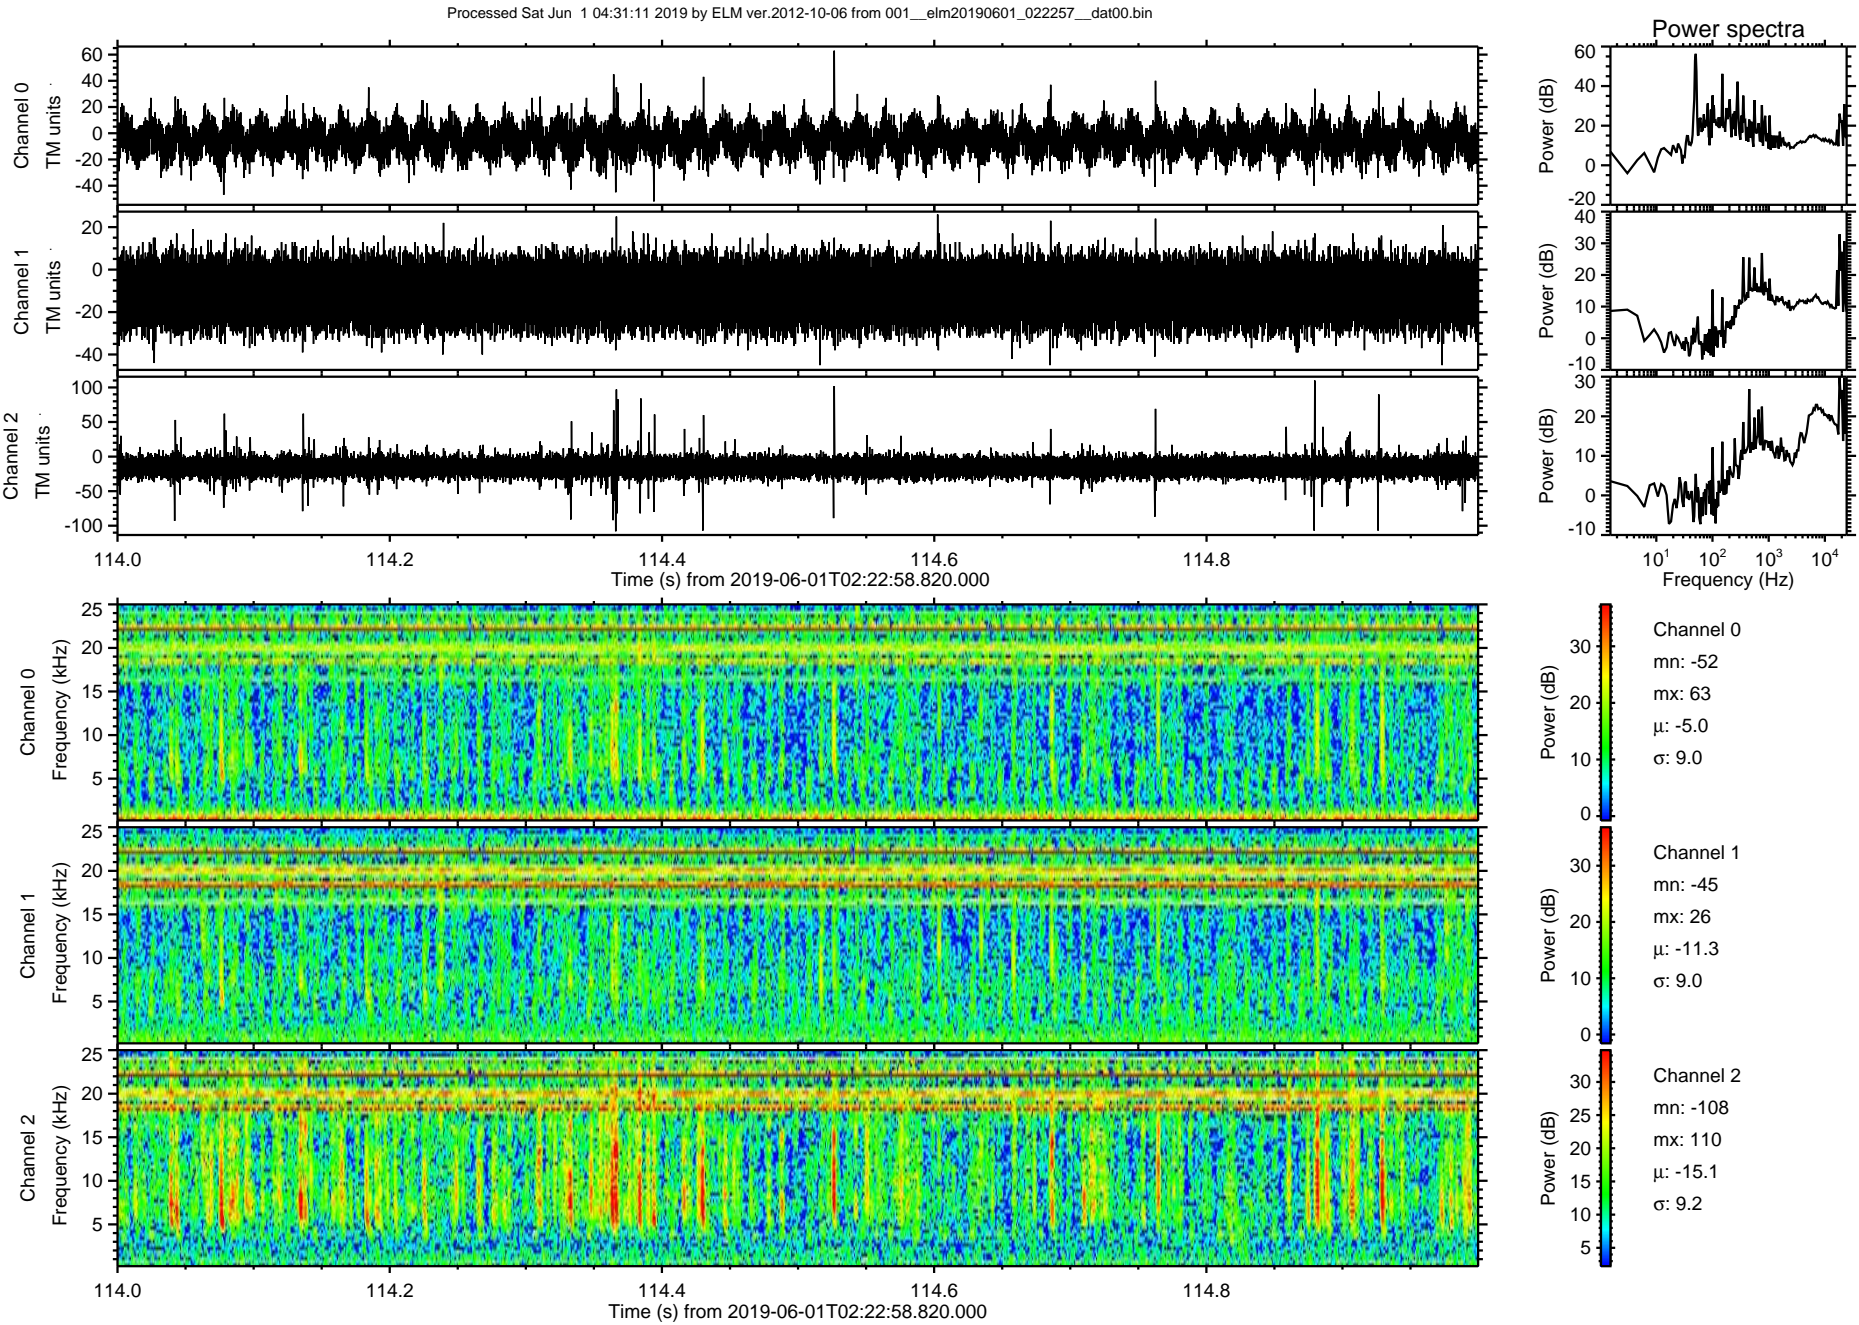 Processed Sat Jun  1 04:31:11 2019 by ELM ver.2012-10-06 from 001__elm20190601_022257__dat00.bin
Power spectra
Channel 0
TM units
60
40
20
0
-20
-40
Power (dB)
60
40
20
0
-20
Channel 1
TM units
20
0
-20
-40
Power (dB)
40
30
20
10
0
-10
Channel 2
TM units
100
50
0
-50
-100
Power (dB)
30
20
10
0
-10
114.0 114.2 114.4 114.6 114.8
Time (s) from 2019-06-01T02:22:58.820.000
10^1 10^2 10^3 10^4
Frequency (Hz)
Channel 0
Frequency (kHz)
25
20
15
10
5
Power (dB)
30
20
10
0
Channel 0
mn: -52
mx: 63
μ: -5.0
σ: 9.0
Channel 1
Frequency (kHz)
25
20
15
10
5
Power (dB)
30
20
10
0
Channel 1
mn: -45
mx: 26
μ: -11.3
σ: 9.0
Channel 2
Frequency (kHz)
25
20
15
10
5
Power (dB)
30
25
20
15
10
5
Channel 2
mn: -108
mx: 110
μ: -15.1
σ: 9.2
114.0 114.2 114.4 114.6 114.8
Time (s) from 2019-06-01T02:22:58.820.000